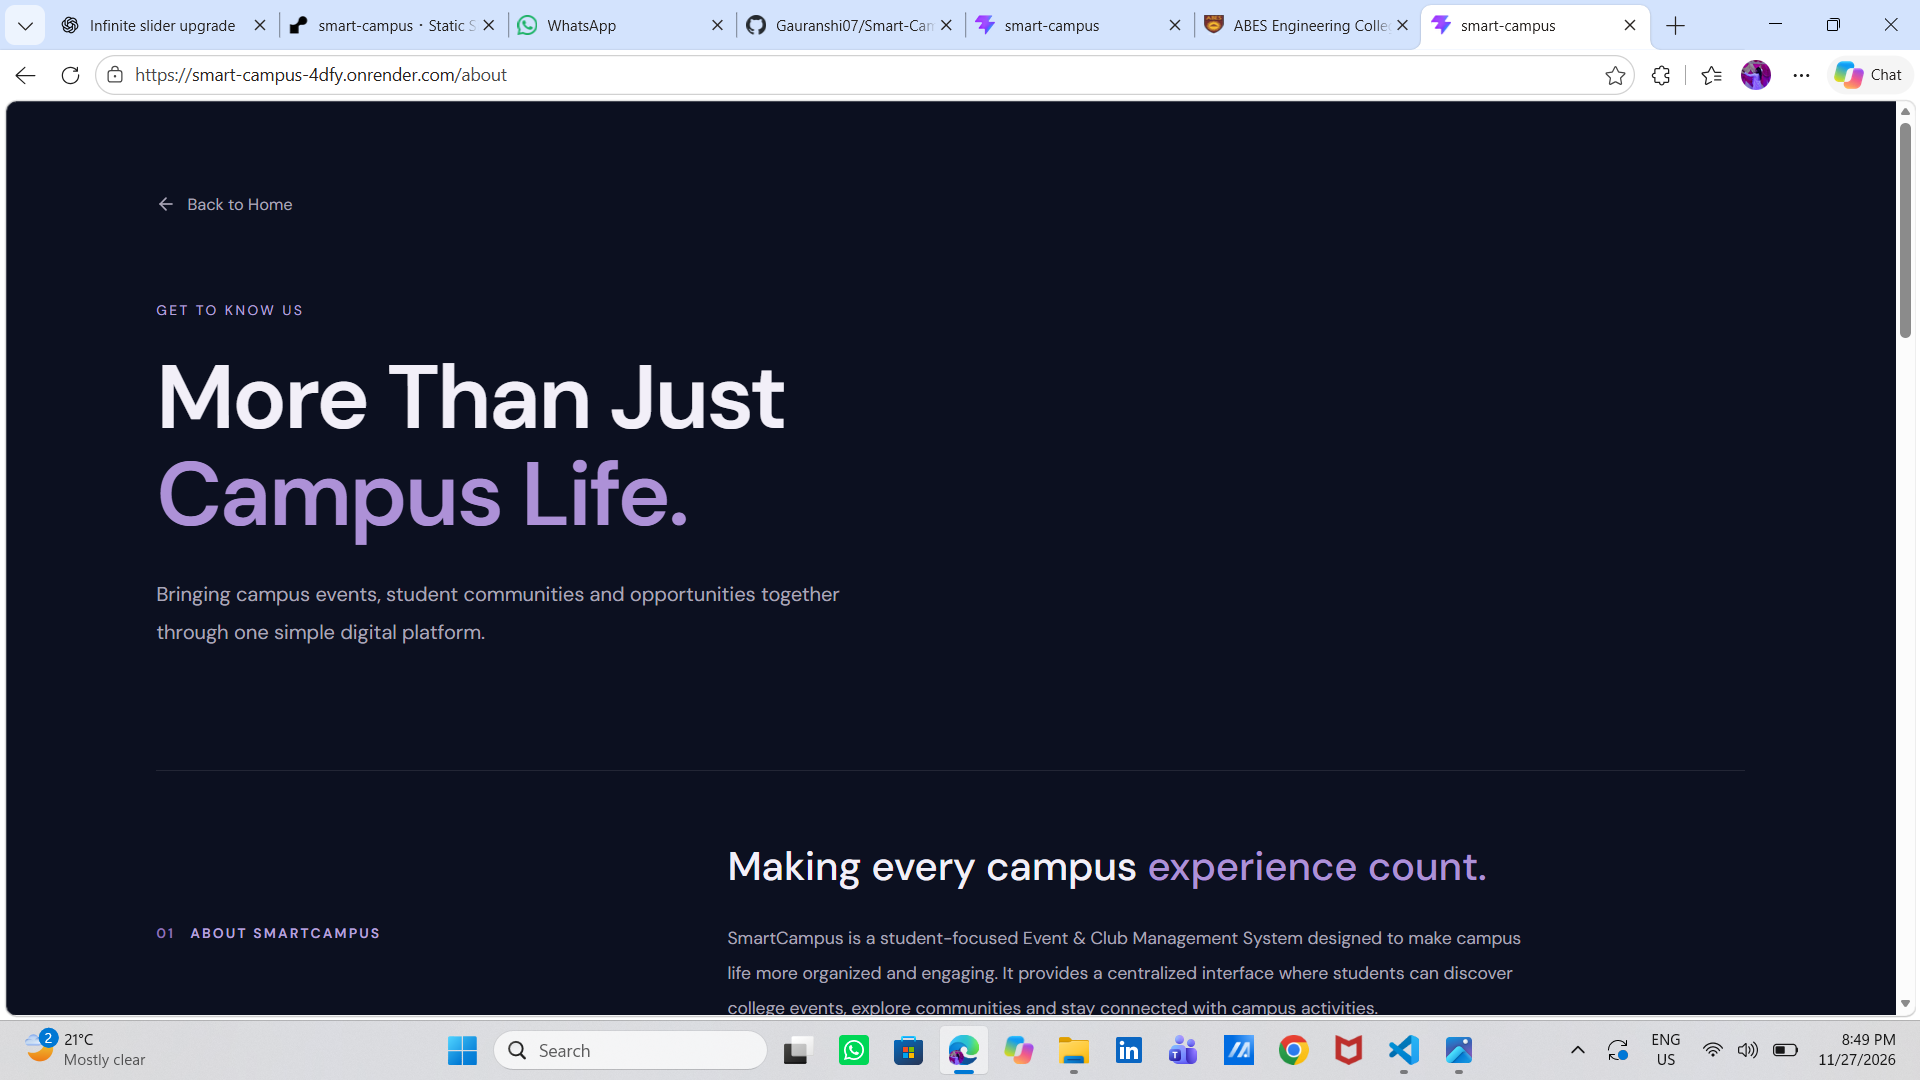 Infinite slider upgrade
smart-campus · Static S
WhatsApp
Gauranshi07/Smart-Cam
smart-campus
ABES Engineering Colle
smart-campus
https://smart-campus-4dfy.onrender.com/about
Chat
Back to Home
GET TO KNOW US
More Than Just
Campus Life.
Bringing campus events, student communities and opportunities together
through one simple digital platform.
Making every campus experience count.
01 ABOUT SMARTCAMPUS
SmartCampus is a student-focused Event & Club Management System designed to make campus
life more organized and engaging. It provides a centralized interface where students can discover
college events, explore communities and stay connected with campus activities.
2
21°C
Mostly clear
Search
ENG
US
8:49 PM
11/27/2026